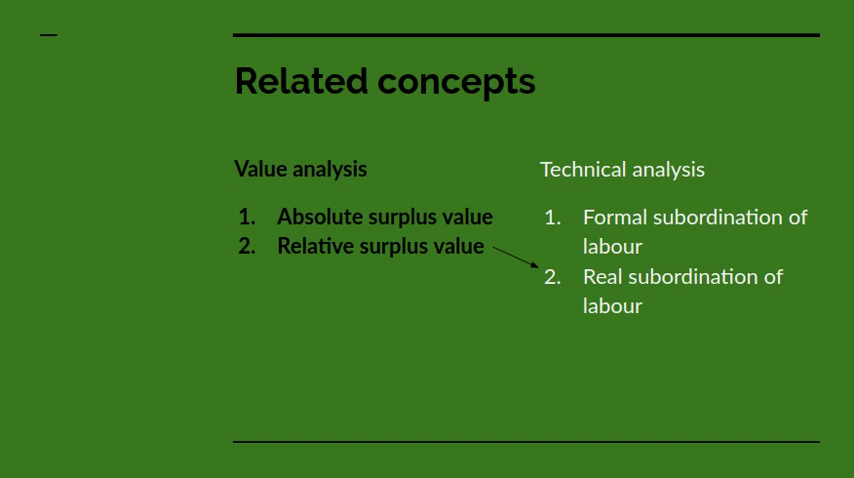 Related concepts
Value analysis
1. Absolute surplus value
2. Relative surplus value
Technical analysis
1. Formal subordination of
labour
2. Real subordination of
labour